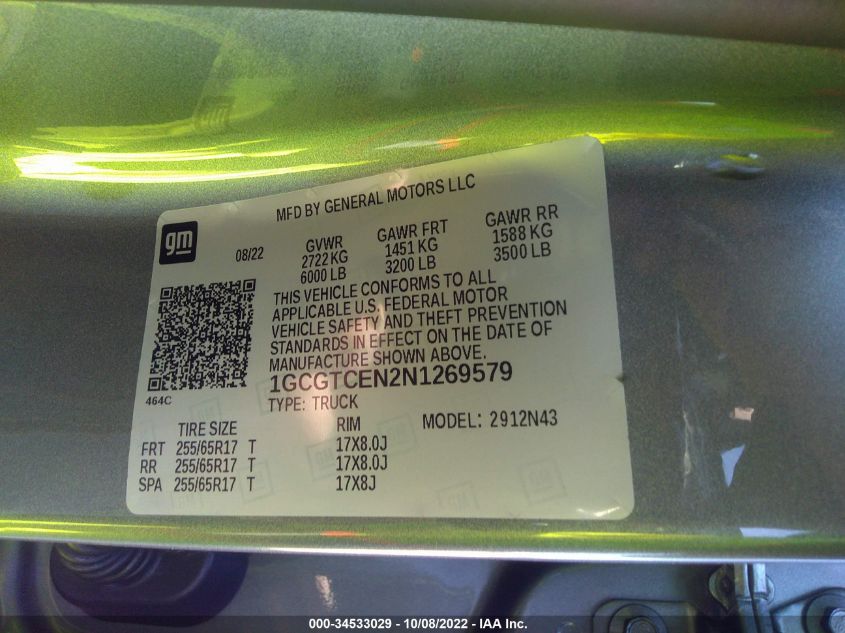 MFD BY GENERAL MOTORS LLC
gm
08/22
GVWR
2722 KG
6000 LB
GAWR FRT
1451 KG
3200 LB
GAWR RR
1588 KG
3500 LB
THIS VEHICLE CONFORMS TO ALL
APPLICABLE U.S. FEDERAL MOTOR
VEHICLE SAFETY AND THEFT PREVENTION
STANDARDS IN EFFECT ON THE DATE OF
MANUFACTURE SHOWN ABOVE.
1GCGTCEN2N1269579
464C
TYPE: TRUCK
TIRE SIZE RIM MODEL: 2912N43
FRT 255/65R17 T 17X8.0J
RR 255/65R17 T 17X8.0J
SPA 255/65R17 T 17X8J
000-34533029 - 10/08/2022 - IAA Inc.